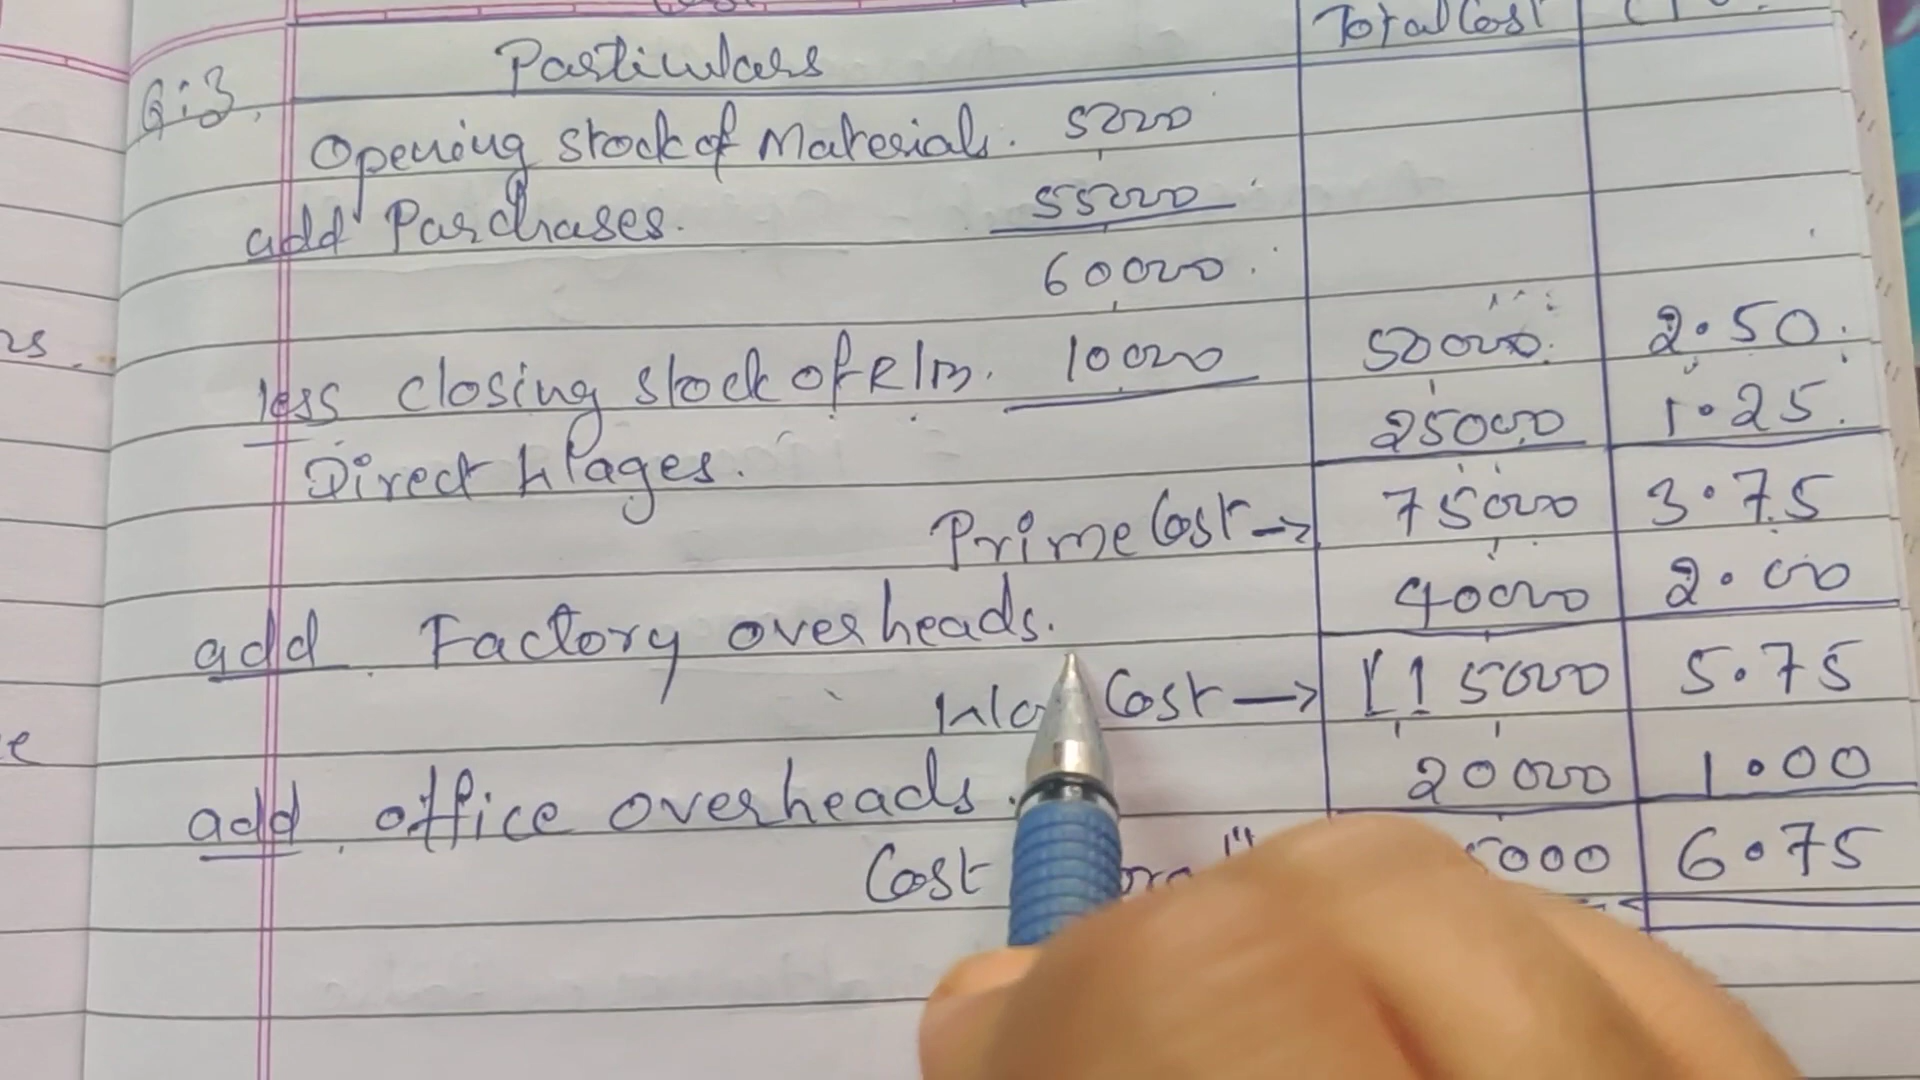 Total Cost
Q:3. Particulars
Opening stock of Materials. 5000
add Purchases. 55000
60000
less closing stock of R/m. 10000 50000 2.50
Direct Wages. 25000 1.25
Prime Cost → 75000 3.75
add Factory overheads. 40000 2.00
Cost → 115000 5.75
add office overheads. 20000 1.00
Cost 6.75